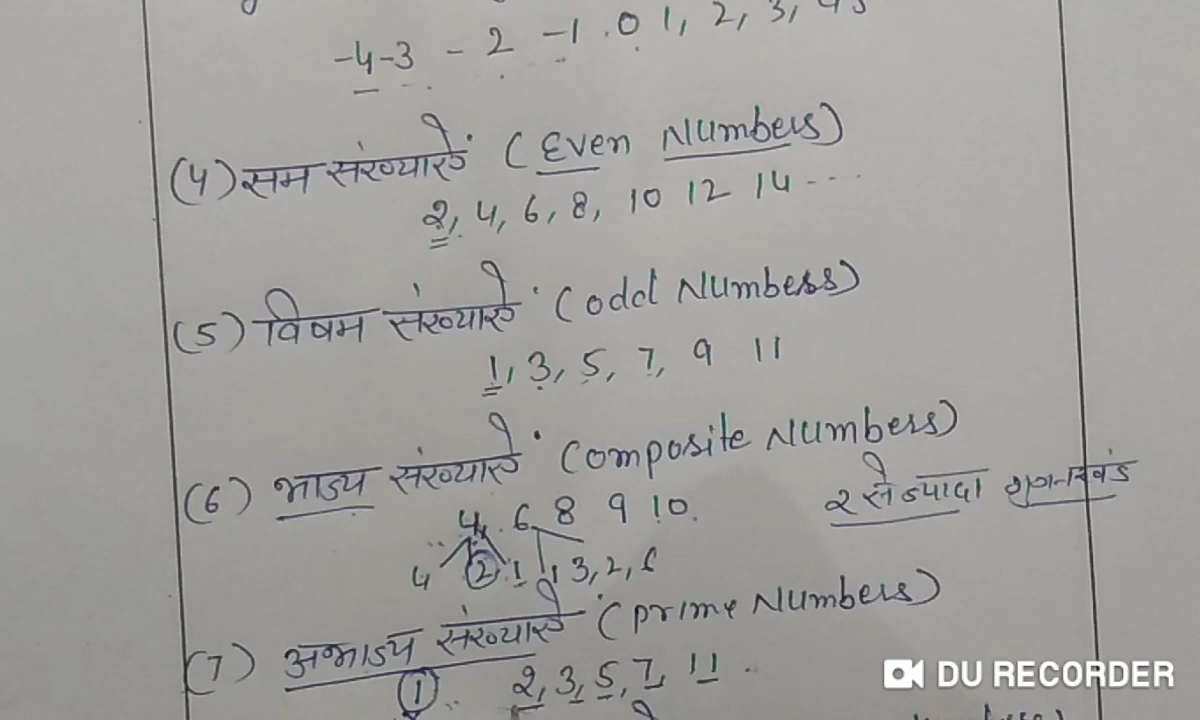 -4 -3 - 2 -1 . 0 1, 2, 3, 45
(4) सम संख्याएे (Even Numbers)
2, 4, 6, 8, 10 12 14 ----
(5) विषम संख्याएे (odd Numbers)
1, 3, 5, 7, 9 11
(6) भाज्य संख्याएे (omposite Numbers)
4, 6 8 9 10.
2 से ज्यादा गुणनखंड
4 2 1 1 3, 2, 6
(7) अभाज्य संख्याएे (prime Numbers)
1 .. 2, 3, 5, 7, 11 .
DU RECORDER